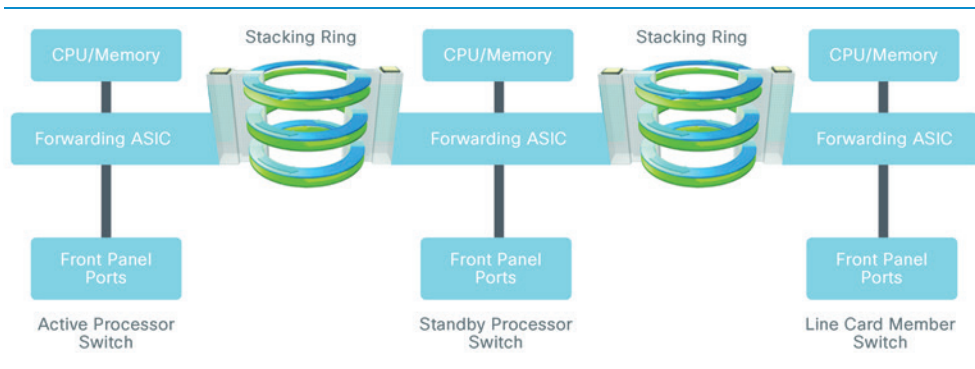 Stacking Ring
Stacking Ring
CPU/Memory
CPU/Memory
CPU/Memory
Forwarding ASIC
Forwarding ASIC
Forwarding ASIC
Front Panel
Ports
Front Panel
Ports
Front Panel
Ports
Active Processor
Switch
Standby Processor
Switch
Line Card Member
Switch